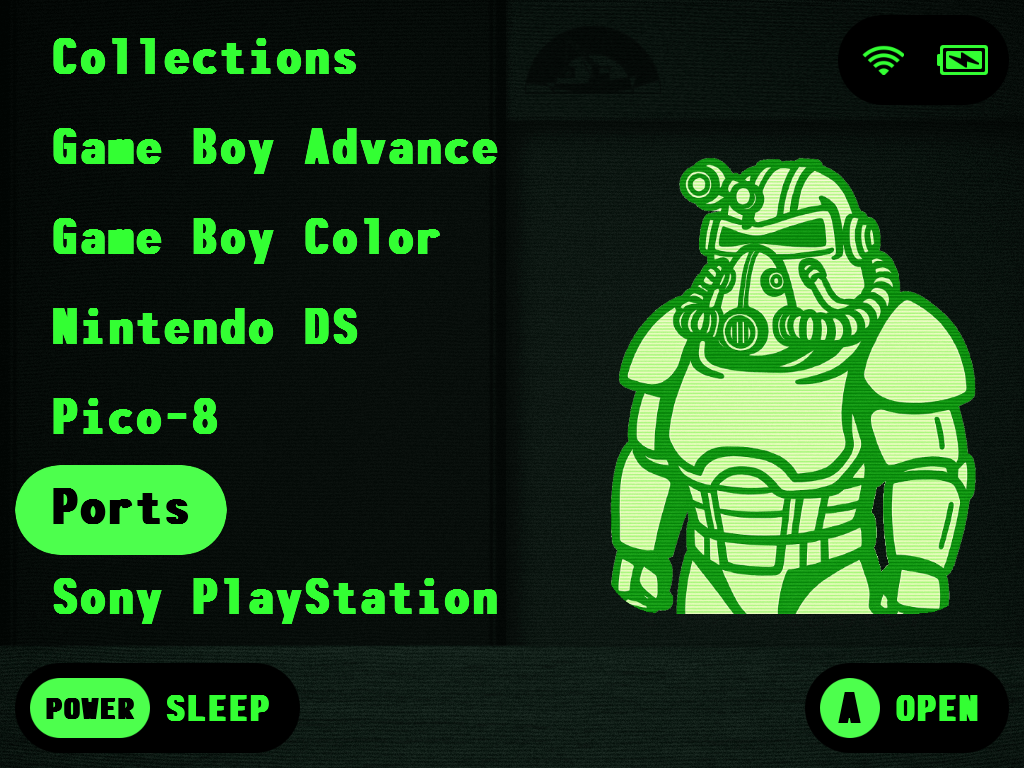 Collections
Game Boy Advance
Game Boy Color
Nintendo DS
Pico-8
Ports
Sony PlayStation
POWER SLEEP
A OPEN